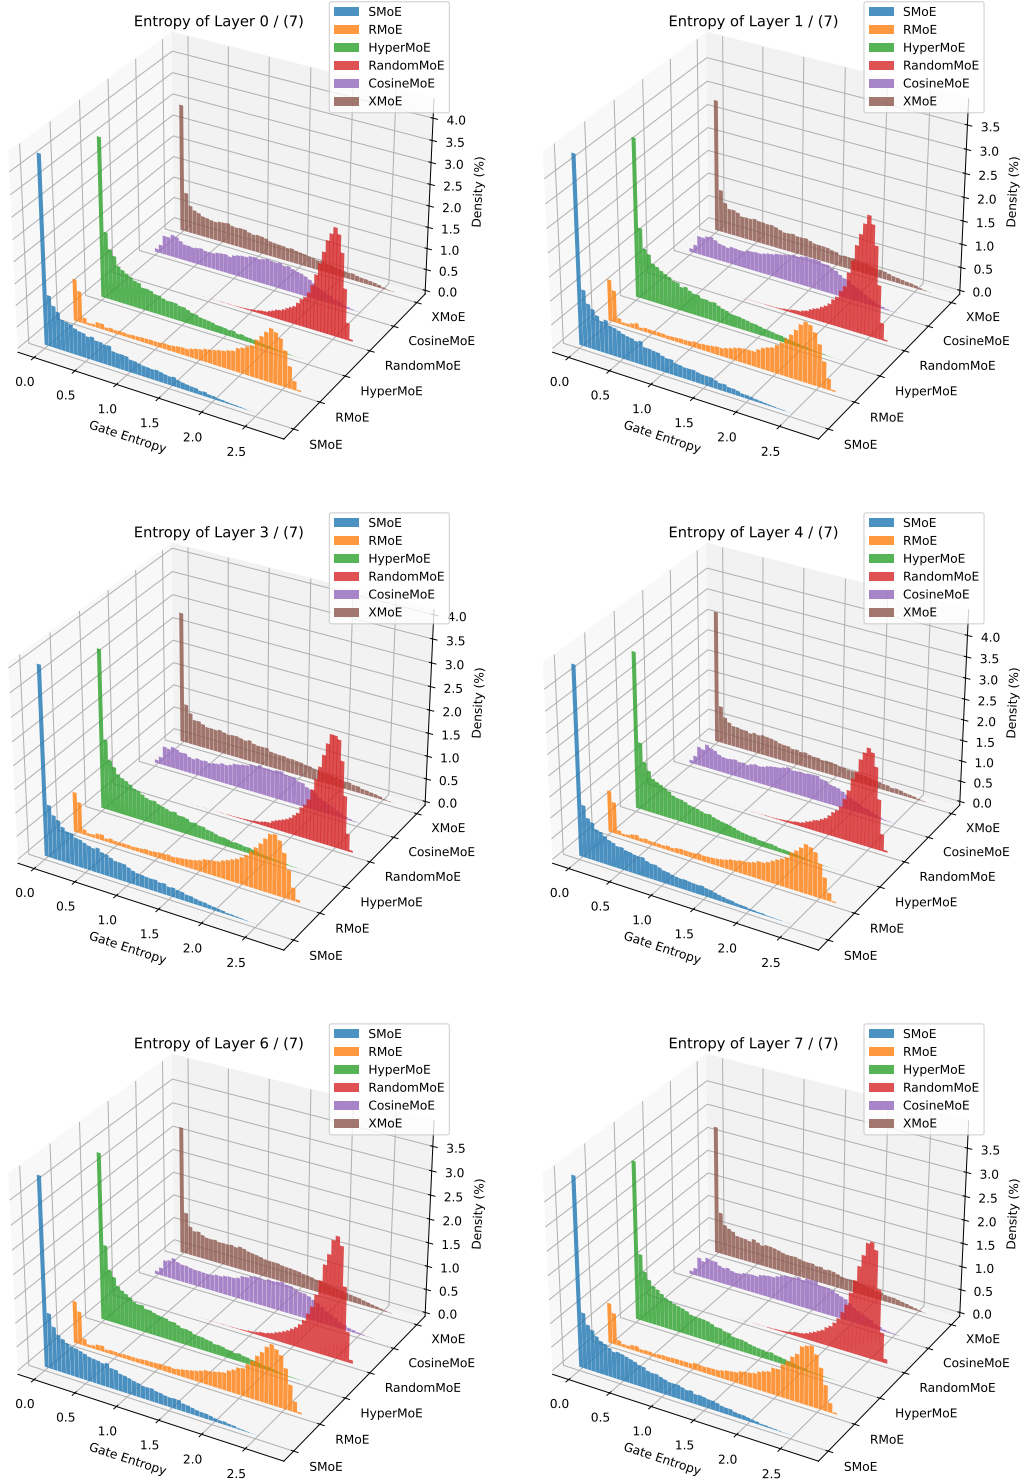 Entropy of Layer 0 / (7)
SMoE
RMoE
HyperMoE
RandomMoE
CosineMoE
XMoE
4.0
3.5
3.0
2.5
2.0
1.5
1.0
0.5
0.0
Density (%)
XMoE
CosineMoE
RandomMoE
HyperMoE
RMoE
SMoE
0.0
0.5
1.0
1.5
2.0
2.5
Gate Entropy
Entropy of Layer 1 / (7)
SMoE
RMoE
HyperMoE
RandomMoE
CosineMoE
XMoE
3.5
3.0
2.5
2.0
1.5
1.0
0.5
0.0
Density (%)
XMoE
CosineMoE
RandomMoE
HyperMoE
RMoE
SMoE
0.0
0.5
1.0
1.5
2.0
2.5
Gate Entropy
Entropy of Layer 3 / (7)
SMoE
RMoE
HyperMoE
RandomMoE
CosineMoE
XMoE
4.0
3.5
3.0
2.5
2.0
1.5
1.0
0.5
0.0
Density (%)
XMoE
CosineMoE
RandomMoE
HyperMoE
RMoE
SMoE
0.0
0.5
1.0
1.5
2.0
2.5
Gate Entropy
Entropy of Layer 4 / (7)
SMoE
RMoE
HyperMoE
RandomMoE
CosineMoE
XMoE
4.0
3.5
3.0
2.5
2.0
1.5
1.0
0.5
0.0
Density (%)
XMoE
CosineMoE
RandomMoE
HyperMoE
RMoE
SMoE
0.0
0.5
1.0
1.5
2.0
2.5
Gate Entropy
Entropy of Layer 6 / (7)
SMoE
RMoE
HyperMoE
RandomMoE
CosineMoE
XMoE
3.5
3.0
2.5
2.0
1.5
1.0
0.5
0.0
Density (%)
XMoE
CosineMoE
RandomMoE
HyperMoE
RMoE
SMoE
0.0
0.5
1.0
1.5
2.0
2.5
Gate Entropy
Entropy of Layer 7 / (7)
SMoE
RMoE
HyperMoE
RandomMoE
CosineMoE
XMoE
3.5
3.0
2.5
2.0
1.5
1.0
0.5
0.0
Density (%)
XMoE
CosineMoE
RandomMoE
HyperMoE
RMoE
SMoE
0.0
0.5
1.0
1.5
2.0
2.5
Gate Entropy